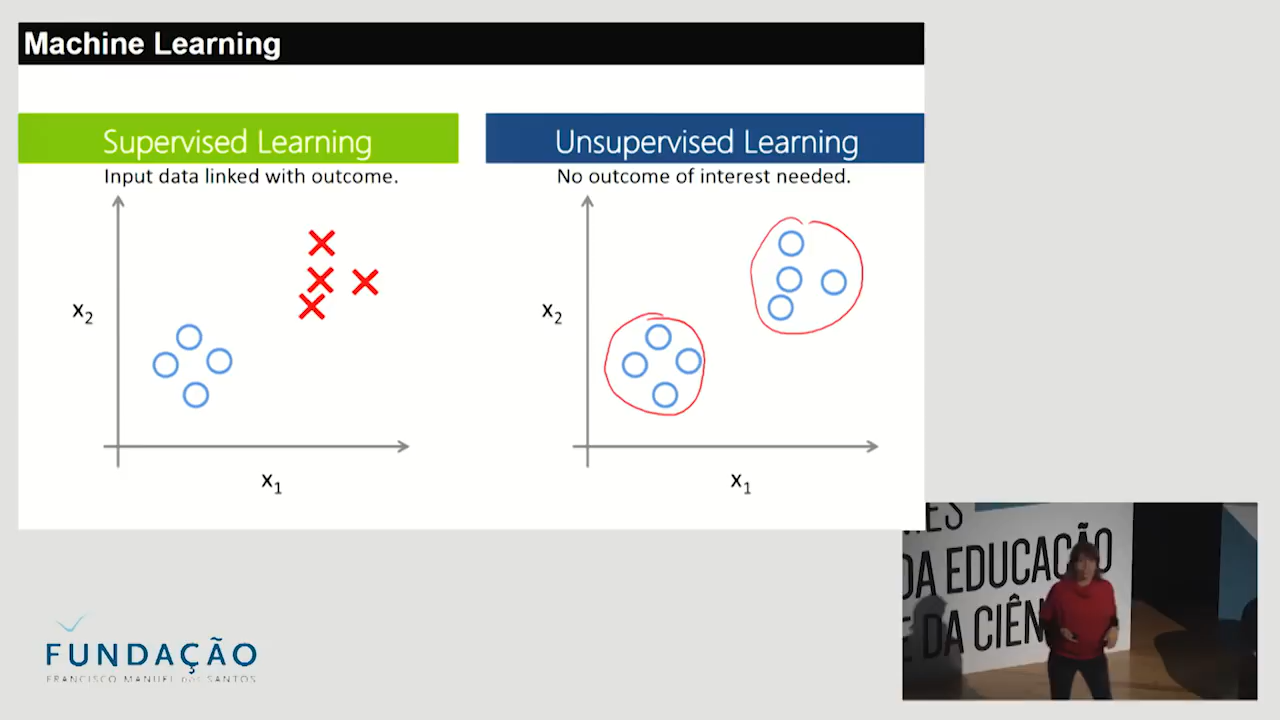 Machine Learning
Supervised Learning
Input data linked with outcome.
x2
x1
Unsupervised Learning
No outcome of interest needed.
x2
x1
DA EDUCAÇÃO
E DA CIÊN
FUNDAÇÃO
FRANCISCO MANUEL DOS SANTOS